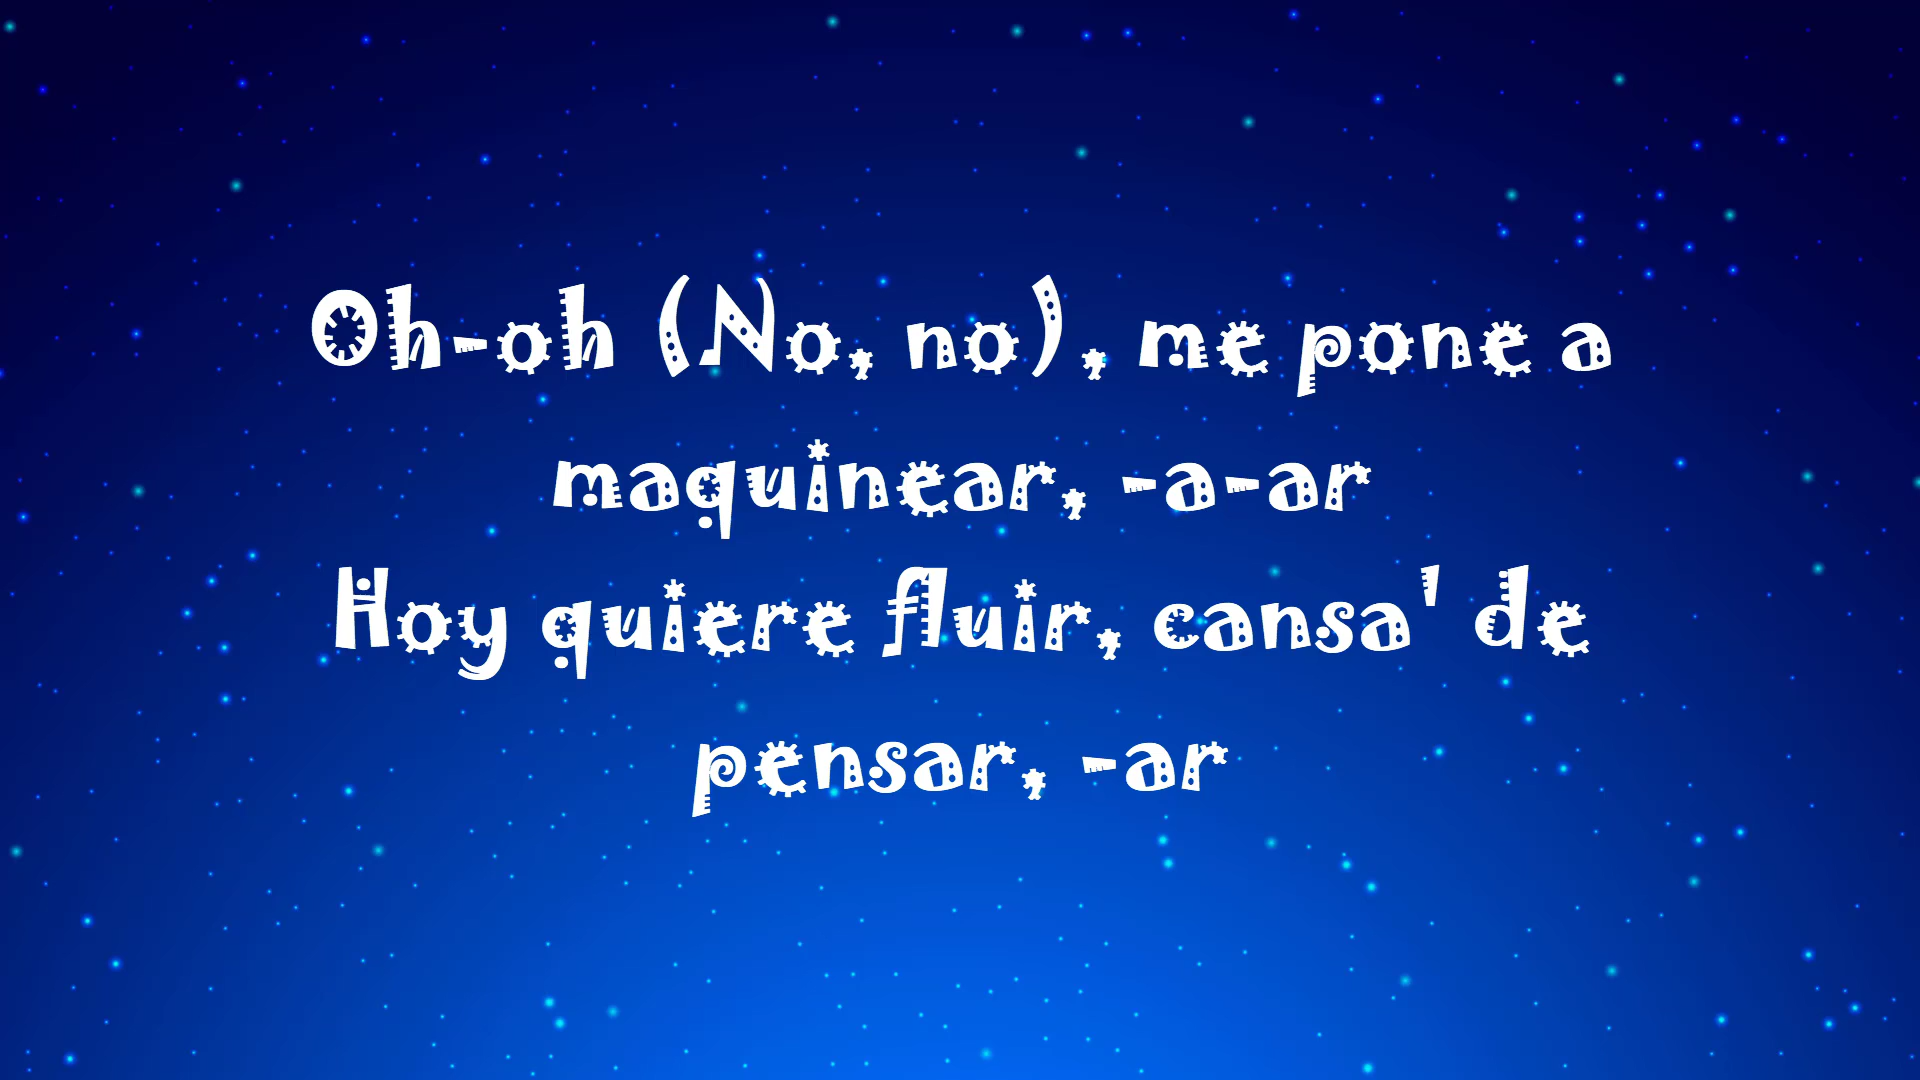 Oh-oh (No, no), me pone a
maquinear, -a-ar
Hoy quiere fluir, cansa' de
pensar, -ar